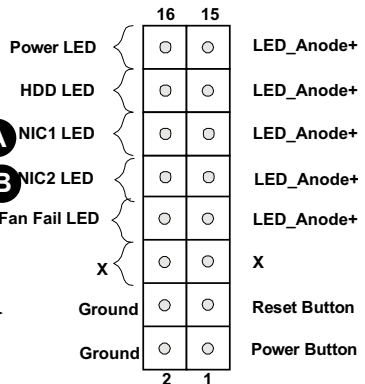 16 15
Power LED LED_Anode+
HDD LED LED_Anode+
A NIC1 LED LED_Anode+
B NIC2 LED LED_Anode+
Fan Fail LED LED_Anode+
X X
Ground Reset Button
Ground Power Button
2 1